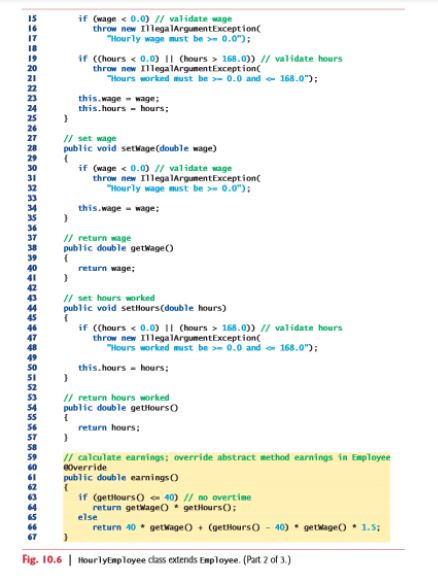 15 if (wage < 0.0) // validate wage
16 throw new IllegalArgumentException(
17 "Hourly wage must be >= 0.0");
18
19 if ((hours < 0.0) || (hours > 168.0)) // validate hours
20 throw new IllegalArgumentException(
21 "Hours worked must be >= 0.0 and <= 168.0");
22
23 this.wage = wage;
24 this.hours = hours;
25 }
26
27 // set wage
28 public void setWage(double wage)
29 {
30 if (wage < 0.0) // validate wage
31 throw new IllegalArgumentException(
32 "Hourly wage must be >= 0.0");
33
34 this.wage = wage;
35 }
36
37 // return wage
38 public double getWage()
39 {
40 return wage;
41 }
42
43 // set hours worked
44 public void setHours(double hours)
45 {
46 if ((hours < 0.0) || (hours > 168.0)) // validate hours
47 throw new IllegalArgumentException(
48 "Hours worked must be >= 0.0 and <= 168.0");
49
50 this.hours = hours;
51 }
52
53 // return hours worked
54 public double getHours()
55 {
56 return hours;
57 }
58
59 // calculate earnings; override abstract method earnings in Employee
60 @Override
61 public double earnings()
62 {
63 if (getHours() <= 40) // no overtime
64 return getWage() * getHours();
65 else
66 return 40 * getWage() + (getHours() - 40) * getWage() * 1.5;
67 }
Fig. 10.6 | HourlyEmployee class extends Employee. (Part 2 of 3.)